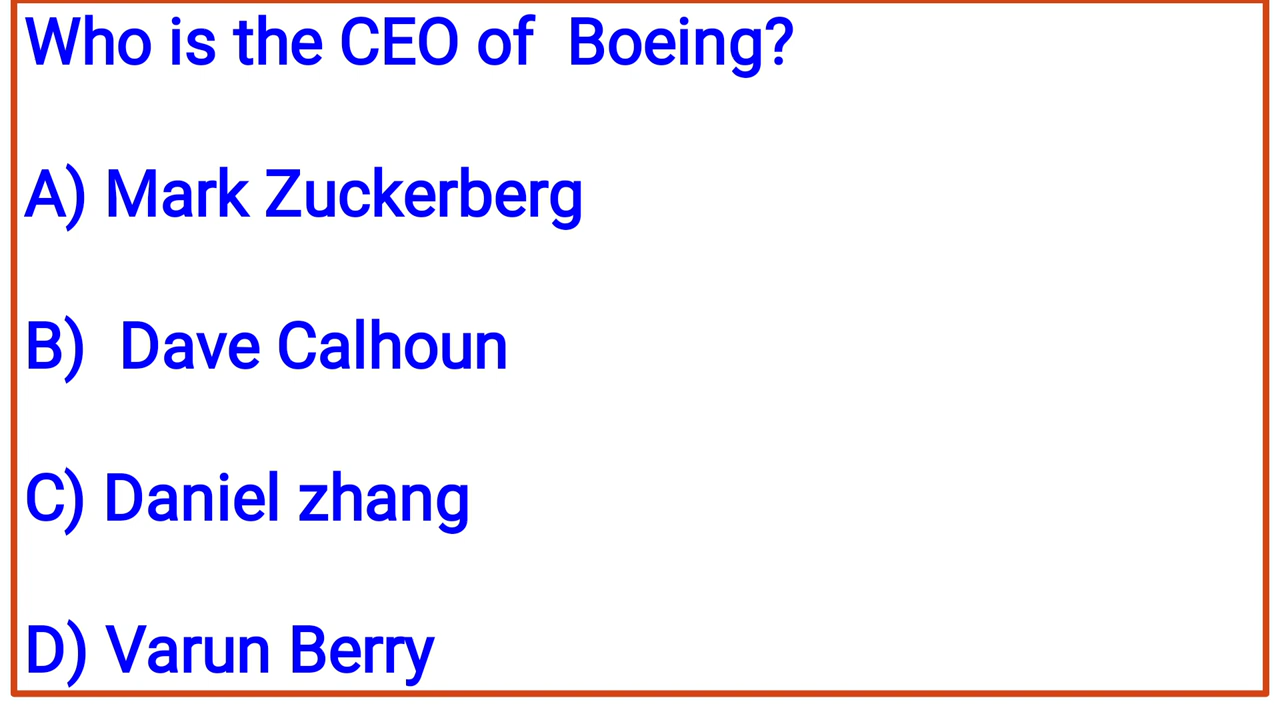 Who is the CEO of  Boeing?
A) Mark Zuckerberg
B)  Dave Calhoun
C) Daniel zhang
D) Varun Berry